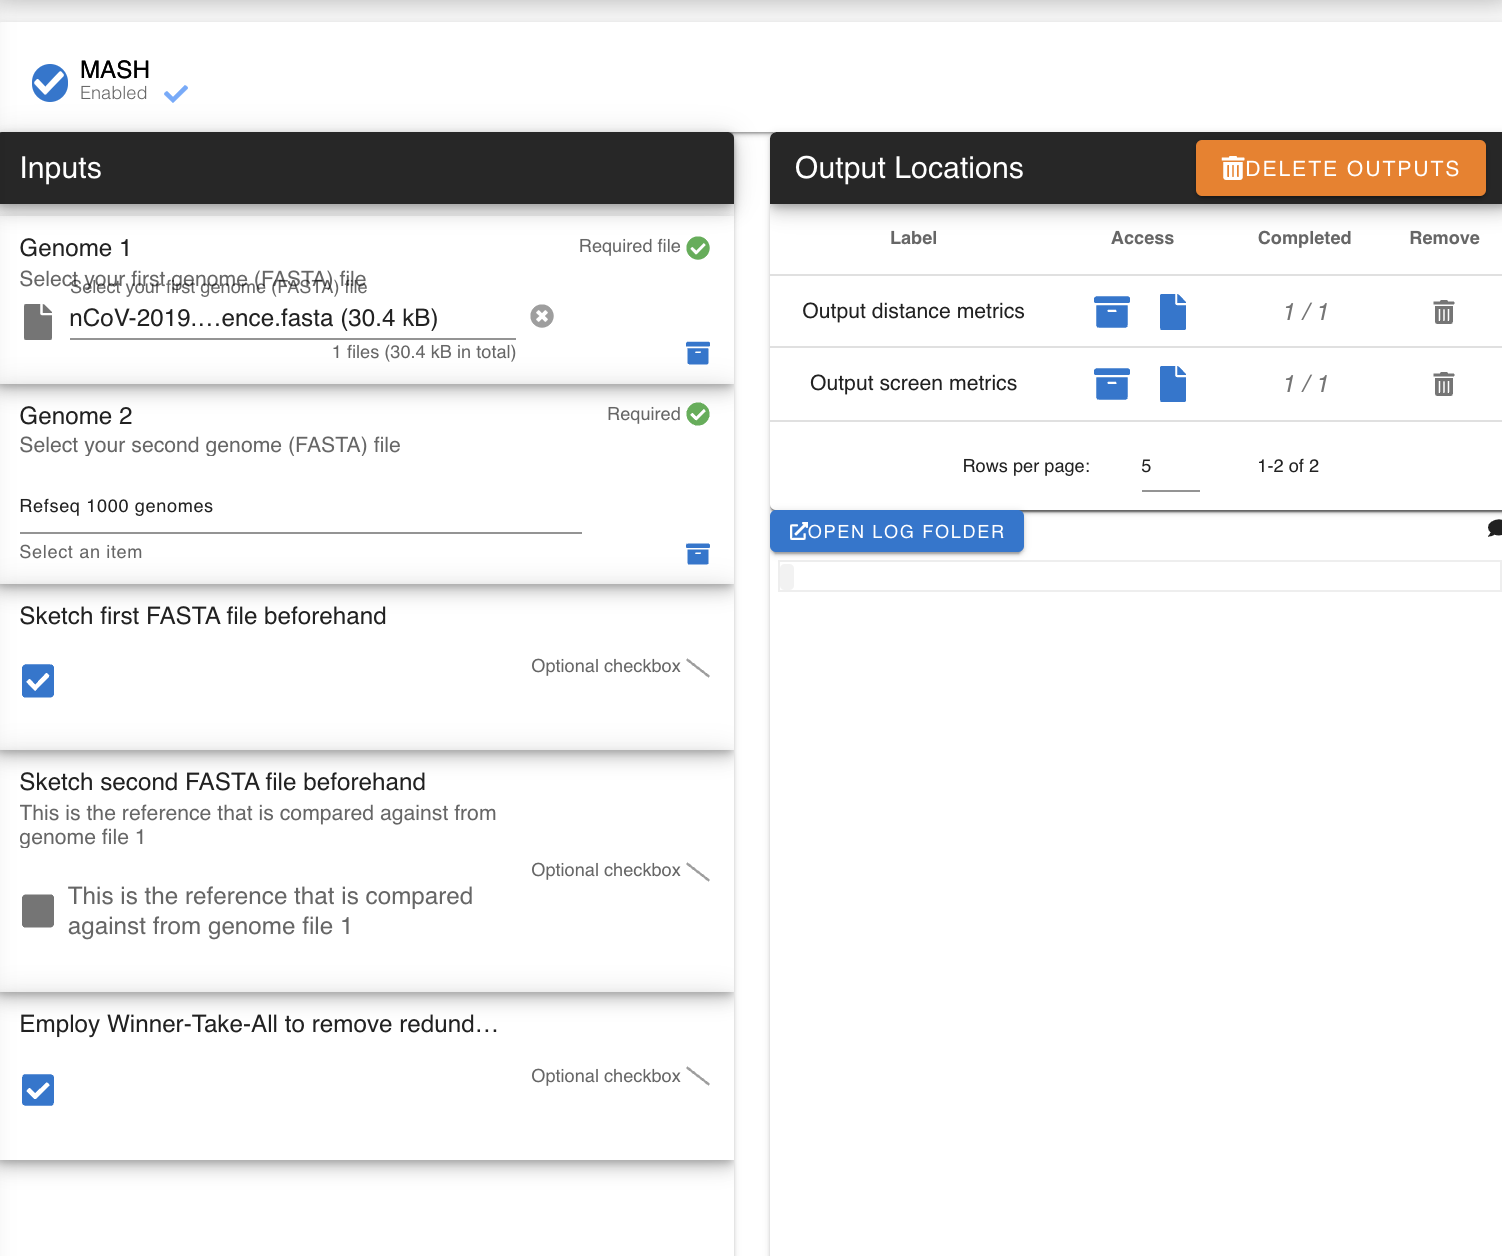 MASH
Enabled
Inputs
Genome 1
Required file
Select your first genome (FASTA) file
Select your first genome (FASTA) file
nCoV-2019....ence.fasta (30.4 kB)
1 files (30.4 kB in total)
Genome 2
Required
Select your second genome (FASTA) file
Refseq 1000 genomes
Select an item
Sketch first FASTA file beforehand
Optional checkbox
Sketch second FASTA file beforehand
This is the reference that is compared against from
genome file 1
Optional checkbox
This is the reference that is compared
against from genome file 1
Employ Winner-Take-All to remove redund...
Optional checkbox
Output Locations
DELETE OUTPUTS
Label Access Completed Remove
Output distance metrics 1 / 1
Output screen metrics 1 / 1
Rows per page: 5 1-2 of 2
OPEN LOG FOLDER